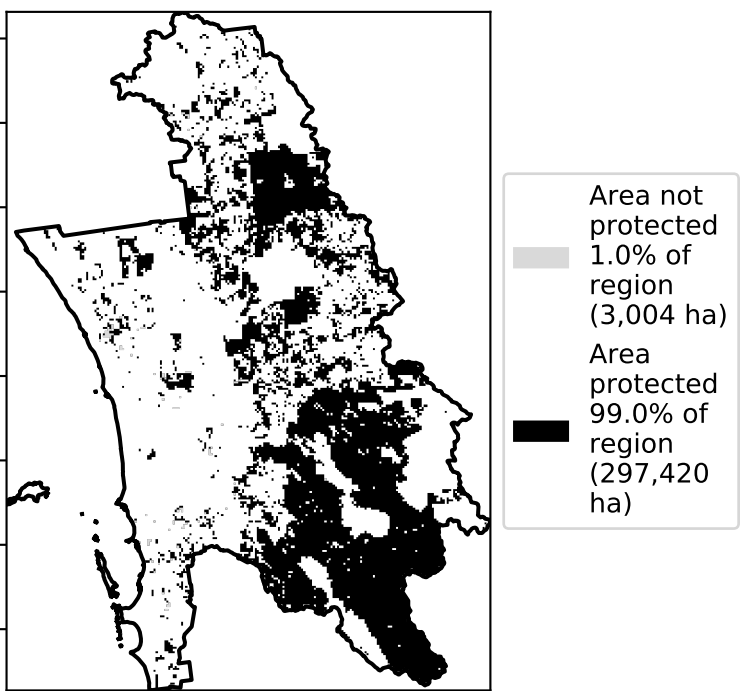 Area not
protected
1.0% of
region
(3,004 ha)
Area
protected
99.0% of
region
(297,420
ha)